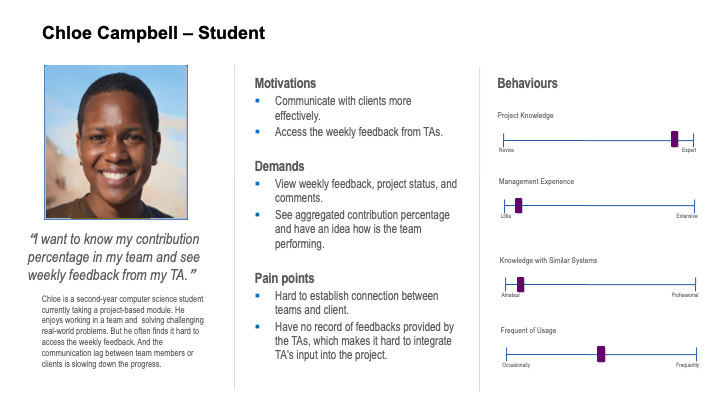 Chloe Campbell – Student
“I want to know my contribution
percentage in my team and see
weekly feedback from my TA.”
Chloe is a second-year computer science student
currently taking a project-based module. He
enjoys working in a team and solving challenging
real-world problems. But he often finds it hard to
access the weekly feedback. And the
communication lag between team members or
clients is slowing down the progress.
Motivations
▪ Communicate with clients more
effectively.
▪ Access the weekly feedback from TAs.
Demands
▪ View weekly feedback, project status, and
comments.
▪ See aggregated contribution percentage
and have an idea how is the team
performing.
Pain points
▪ Hard to establish connection between
teams and client.
▪ Have no record of feedbacks provided by
the TAs, which makes it hard to integrate
TA's input into the project.
Behaviours
Project Knowledge
Novice Expert
Management Experience
Little Extensive
Knowledge with Similar Systems
Amateur Professional
Frequent of Usage
Occasionally Frequently